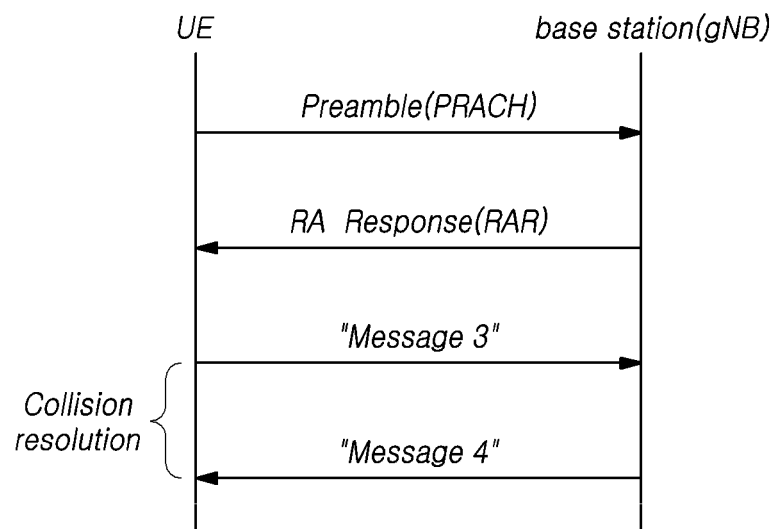 UE
base station(gNB)
Preamble(PRACH)
RA Response(RAR)
"Message 3"
Collision
resolution
"Message 4"